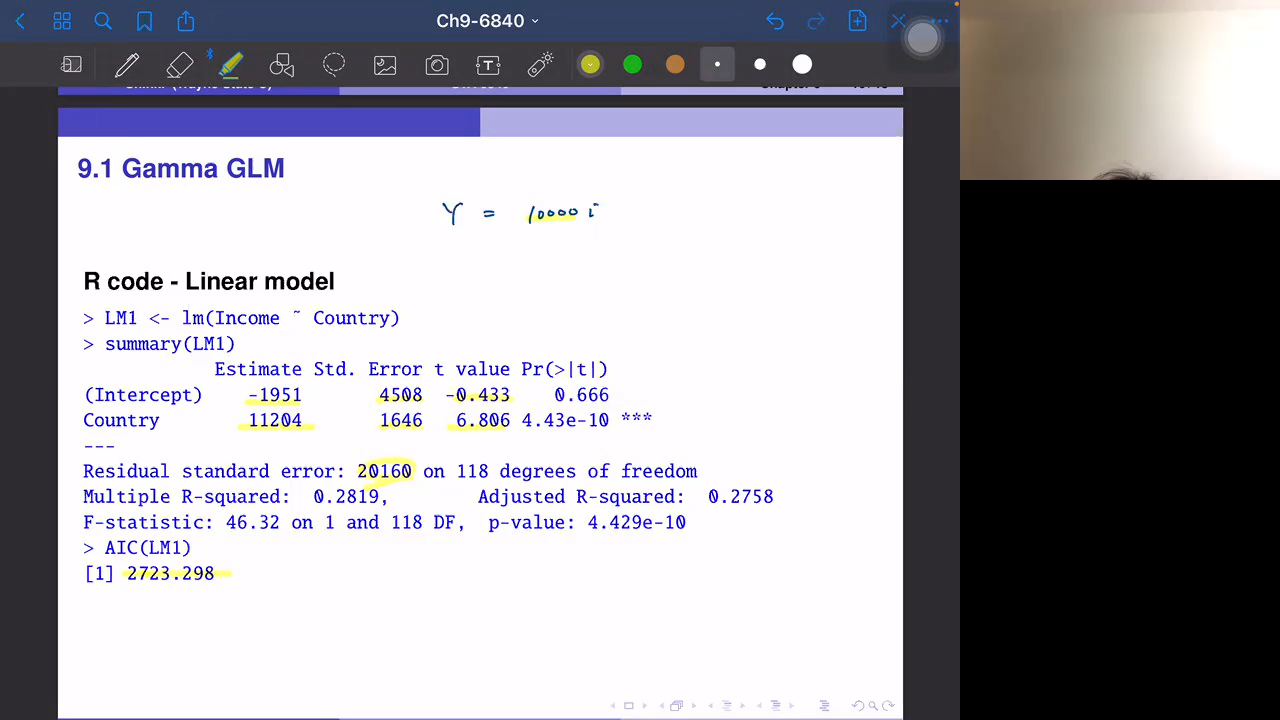 Ch9-6840
9.1 Gamma GLM
Y = 10000 i
R code - Linear model
> LM1 <- lm(Income ~ Country)
> summary(LM1)
Estimate Std. Error t value Pr(>|t|)
(Intercept) -1951 4508 -0.433 0.666
Country 11204 1646 6.806 4.43e-10 ***
---
Residual standard error: 20160 on 118 degrees of freedom
Multiple R-squared: 0.2819, Adjusted R-squared: 0.2758
F-statistic: 46.32 on 1 and 118 DF, p-value: 4.429e-10
> AIC(LM1)
[1] 2723.298